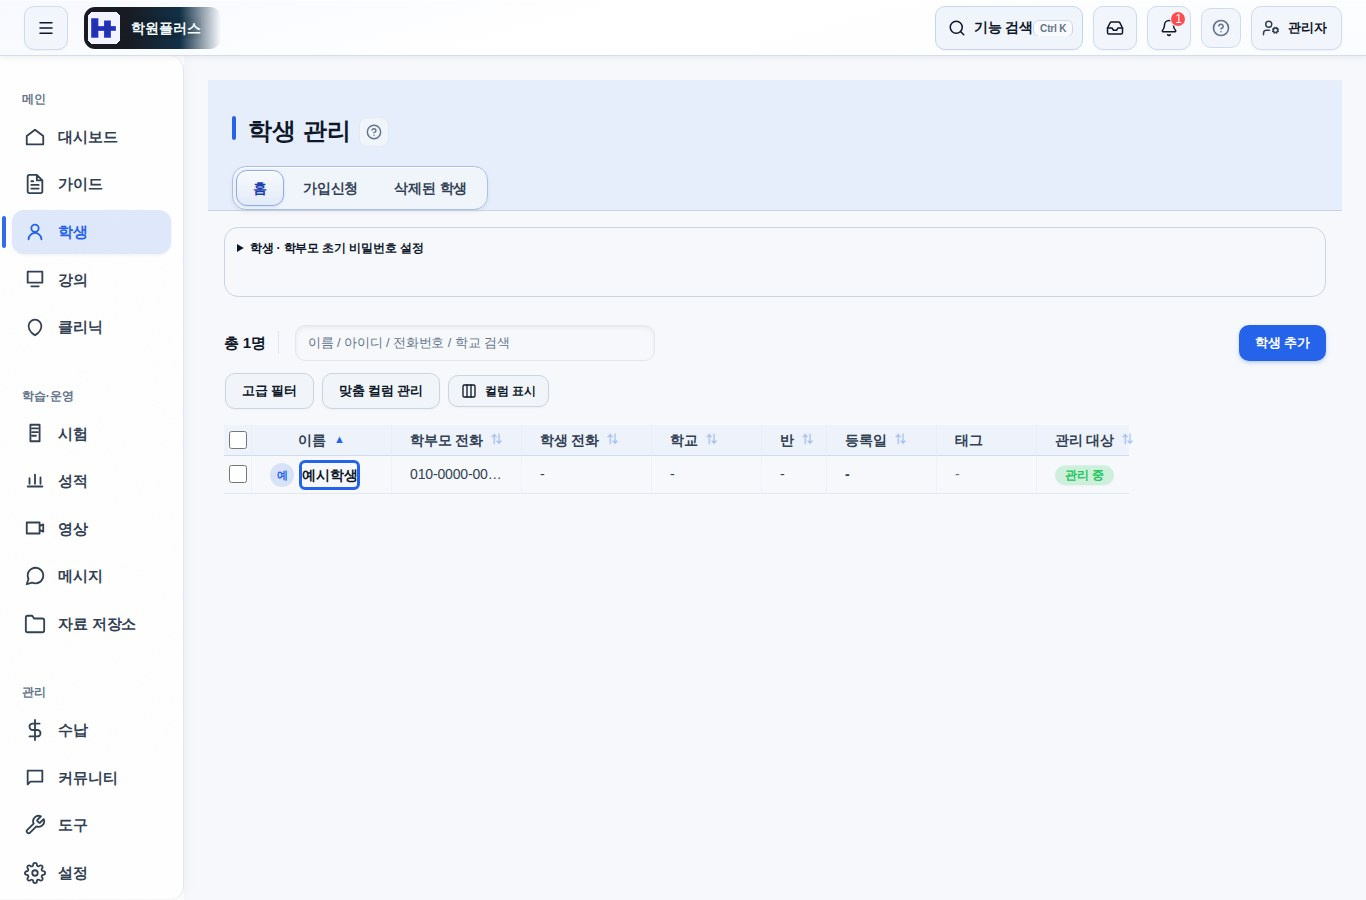 학원플러스
기능 검색 Ctrl K
1
관리자
메인
대시보드
가이드
학생
강의
클리닉
학습·운영
시험
성적
영상
메시지
자료 저장소
관리
수납
커뮤니티
도구
설정
학생 관리
홈 가입신청 삭제된 학생
▶ 학생 · 학부모 초기 비밀번호 설정
총 1명 이름 / 아이디 / 전화번호 / 학교 검색 학생 추가
고급 필터 맞춤 컬럼 관리 컬럼 표시
이름 ▲ 학부모 전화 학생 전화 학교 반 등록일 태그 관리 대상
예 예시학생 010-0000-00… - - - - - 관리 중